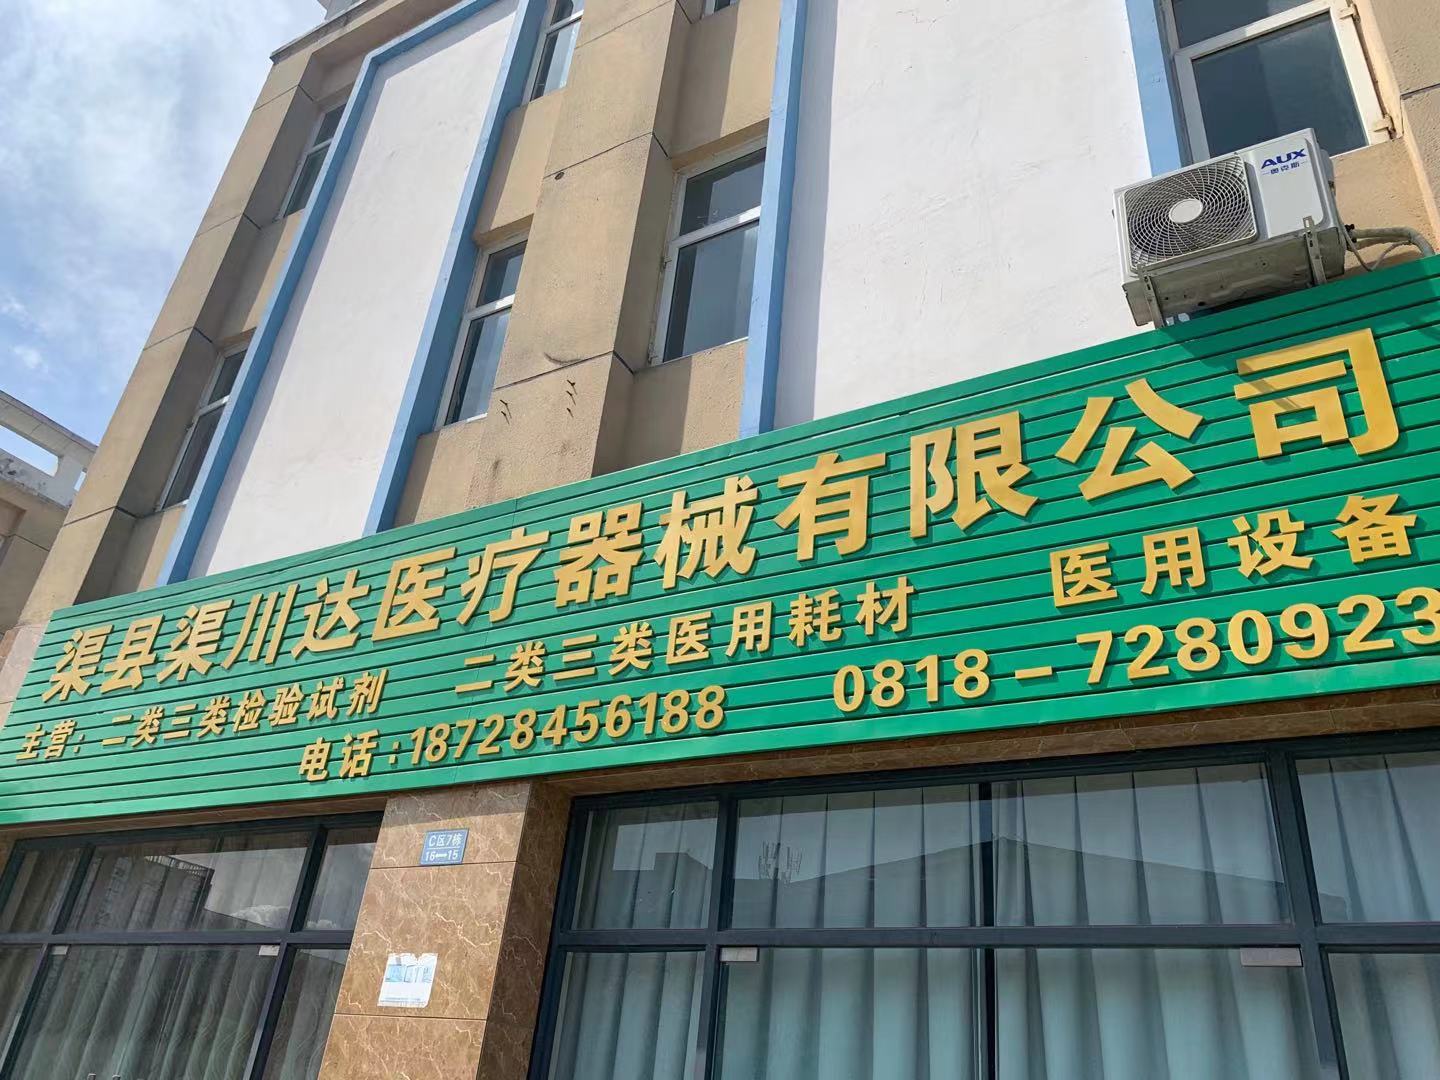 AUX
奥克斯
渠县渠川达医疗器械有限公司
主营：二类三类检验试剂 二类三类医用耗材 医用设备
电话：18728456188 0818-7280923
C区7栋
16⟷15